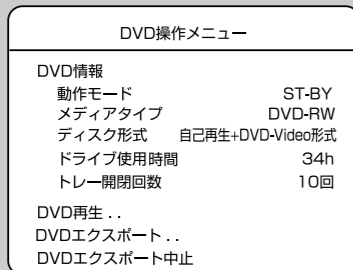 DVD操作メニュー
DVD情報
動作モード ST-BY
メディアタイプ DVD-RW
ディスク形式 自己再生+DVD-Video形式
ドライブ使用時間 34h
トレー開閉回数 10回
DVD再生 . .
DVDエクスポート . .
DVDエクスポート中止